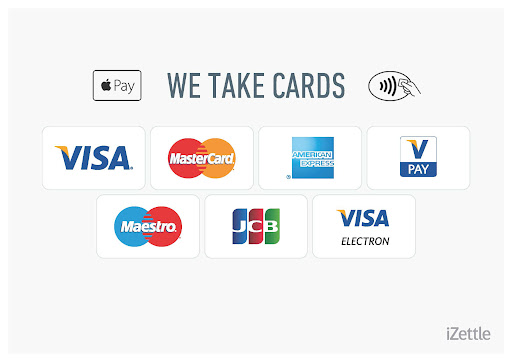 Pay WE TAKE CARDS
VISA MasterCard AMERICAN EXPRESS V PAY
Maestro JCB VISA ELECTRON
iZettle